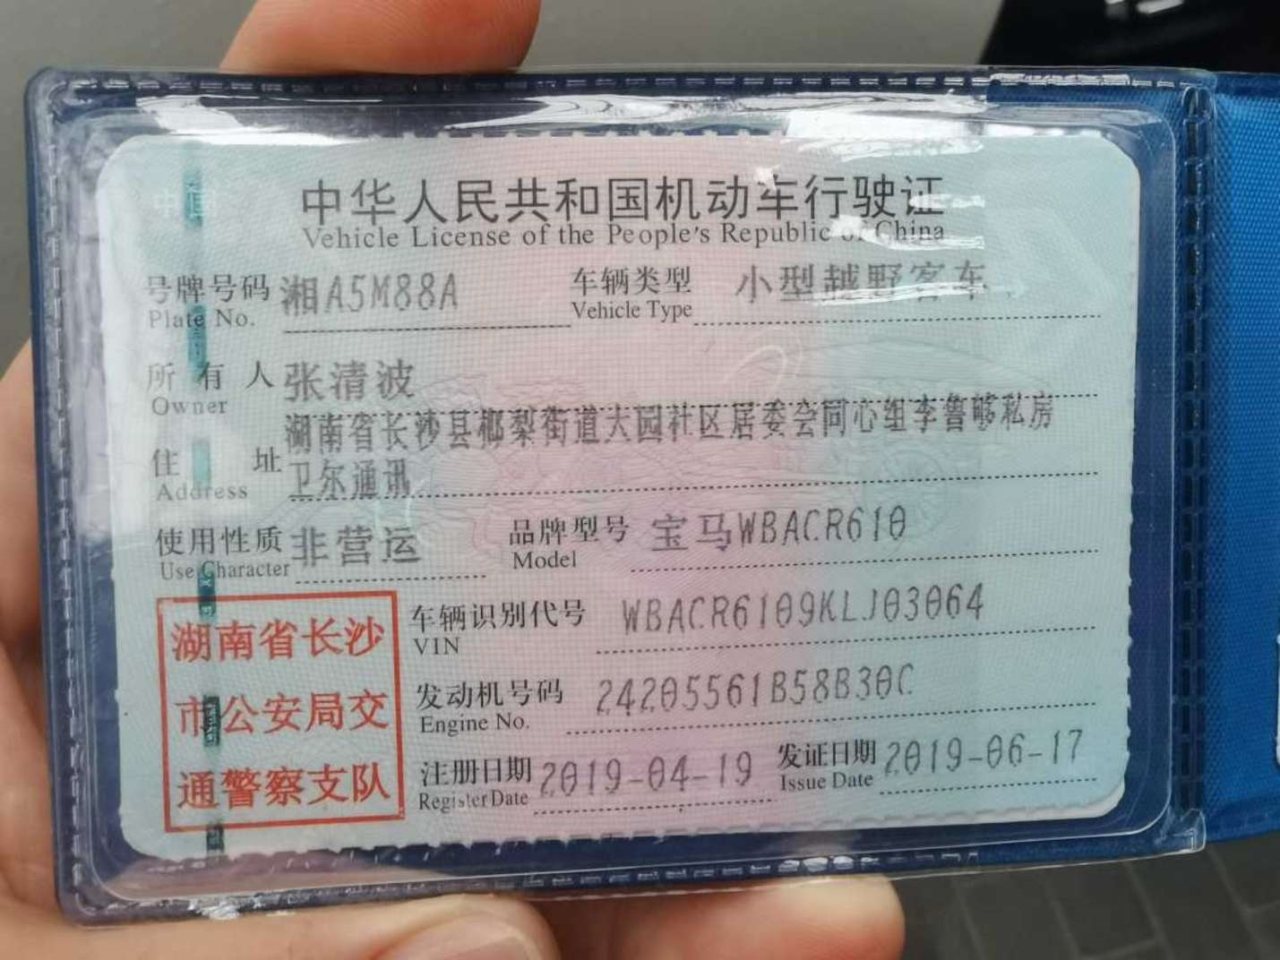 中华人民共和国机动车行驶证
Vehicle License of the People's Republic of China
号牌号码 湘A5M88A 车辆类型 小型越野客车
Plate No. Vehicle Type
所有人 张清波
Owner
住址 湖南省长沙县㮾梨街道大园社区居委会同心组李鲁够私房
卫尔通讯
Address
使用性质 非营运 品牌型号 宝马WBACR610
Use Character Model
湖南省长沙
市公安局交
通警察支队
车辆识别代号 WBACR6109KLJ03064
VIN
发动机号码 24205561B58B30C
Engine No.
注册日期 2019-04-19 发证日期 2019-06-17
Register Date Issue Date